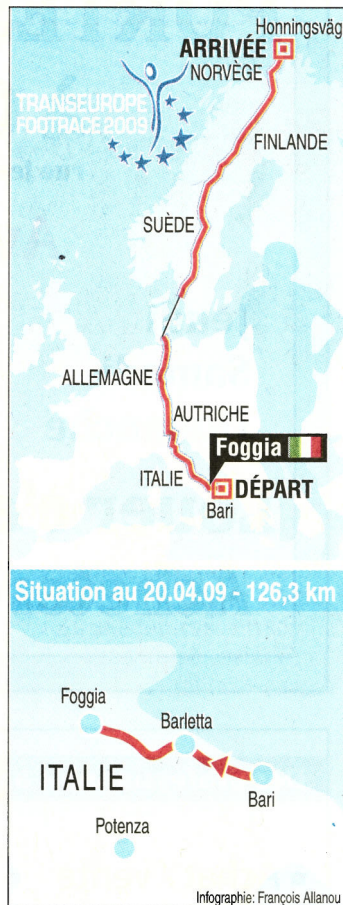 Honningsväg
ARRIVÉE
NORVÈGE
TRANSEUROPE
FOOTRACE 2009
FINLANDE
SUÈDE
ALLEMAGNE
AUTRICHE
Foggia
ITALIE
DÉPART
Bari
Situation au 20.04.09 - 126,3 km
Foggia
Barletta
ITALIE
Bari
Potenza
Infographie: François Allanou